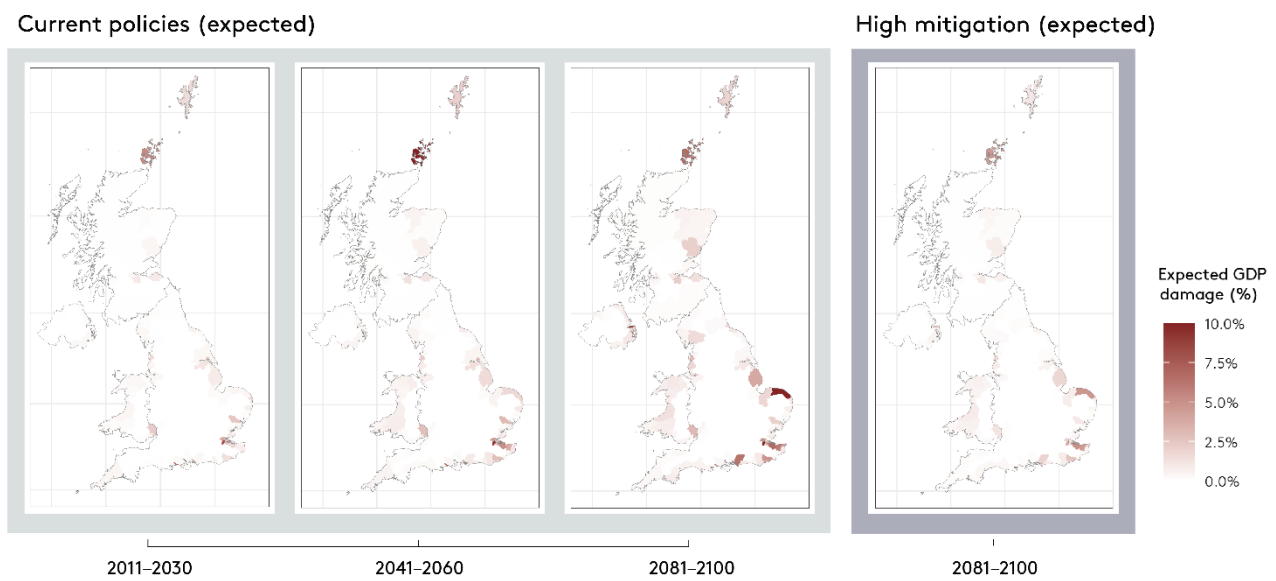 Current policies (expected)
High mitigation (expected)
Expected GDP
damage (%)
10.0%
7.5%
5.0%
2.5%
0.0%
2011–2030
2041–2060
2081–2100
2081–2100